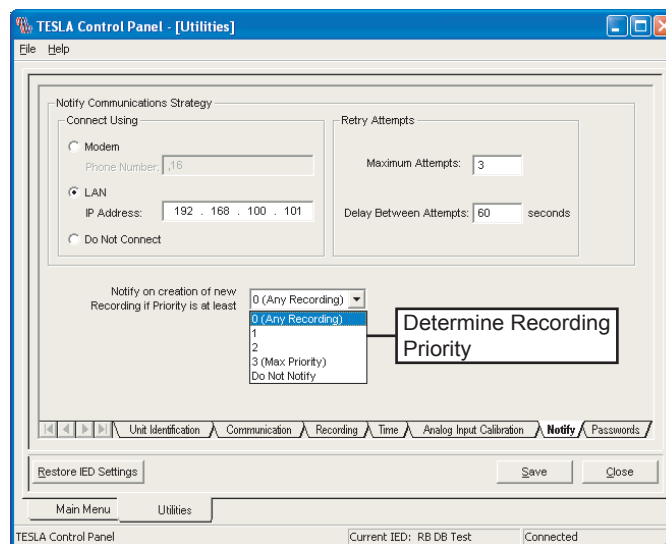 TESLA Control Panel - [Utilities]
File Help
Notify Communications Strategy
Connect Using
Modem
Phone Number: ,16
LAN
IP Address: 192 . 168 . 100 . 101
Do Not Connect
Retry Attempts
Maximum Attempts: 3
Delay Between Attempts: 60 seconds
Notify on creation of new
Recording if Priority is at least
0 (Any Recording)
0 (Any Recording)
1
2
3 (Max Priority)
Do Not Notify
Determine Recording
Priority
Unit Identification Communication Recording Time Analog Input Calibration Notify Passwords
Restore IED Settings Save Close
Main Menu Utilities
TESLA Control Panel Current IED: RB DB Test Connected